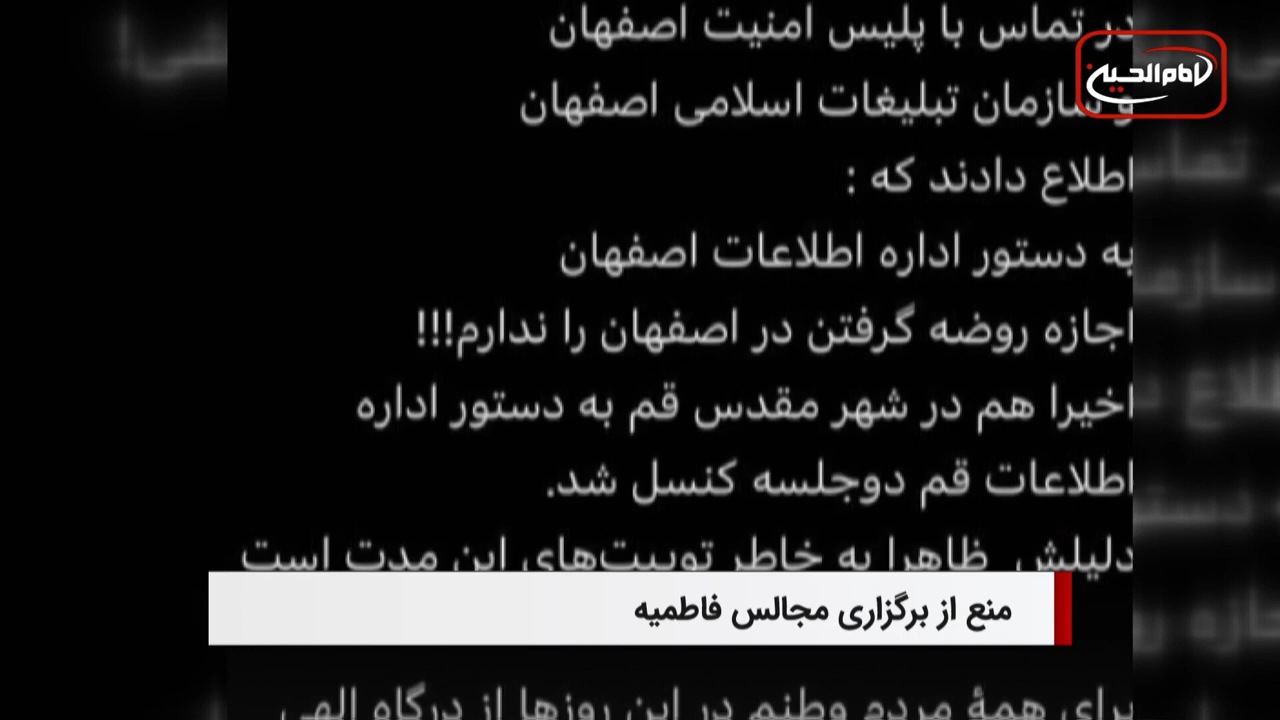 در تماس با پلیس امنیت اصفهان
امام الحسین
و سازمان تبلیغات اسلامی اصفهان
اطلاع دادند که :
به دستور اداره اطلاعات اصفهان
اجازه روضه گرفتن در اصفهان را ندارم!!!
اخیرا هم در شهر مقدس قم به دستور اداره
اطلاعات قم دوجلسه کنسل شد.
دلیلش ظاهرا به خاطر توییت‌های این مدت است
منع از برگزاری مجالس فاطمیه
برای همهٔ مردم وطنم در این روزها از درگاه الهی